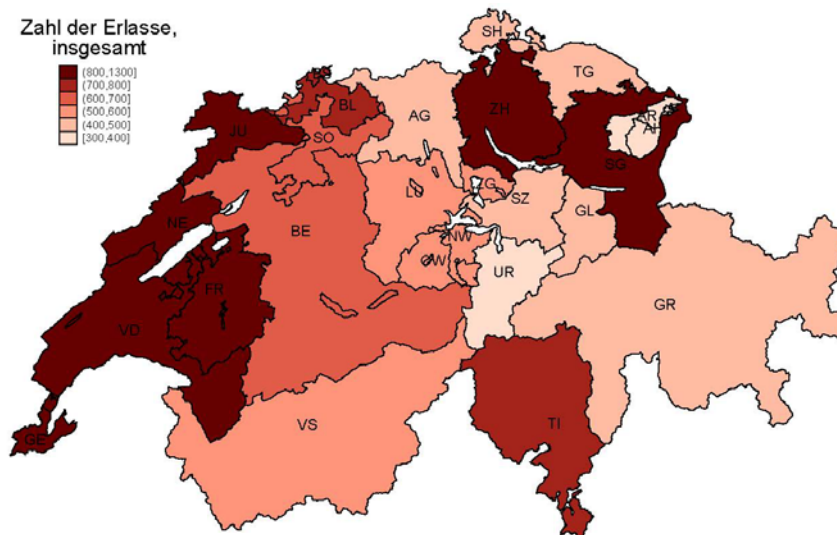 Zahl der Erlasse,
insgesamt
(800,1300]
(700,800]
(600,700]
(500,600]
(400,500]
[300,400]
SH
TG
ZH
BL
AG
AR
AI
JU
SO
SG
LU
ZG
SZ
GL
NE
BE
NW
OW
UR
FR
GR
VD
VS
TI
GE